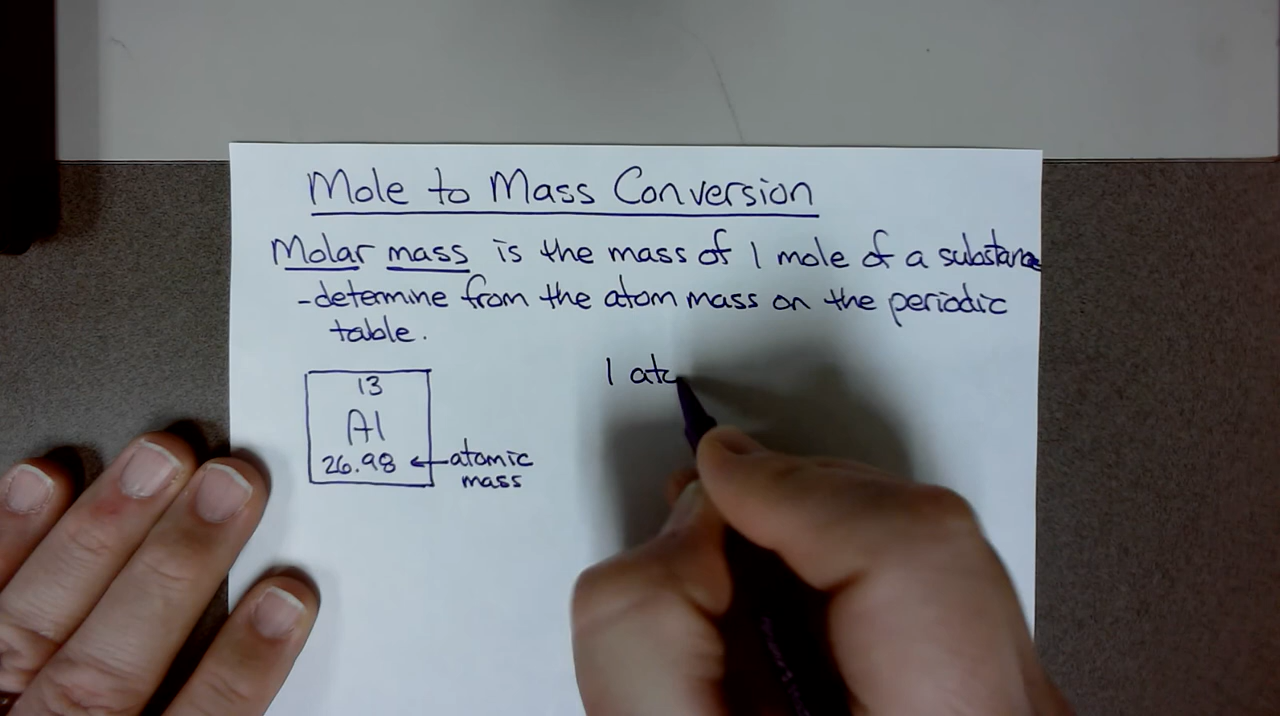 Mole to Mass Conversion
Molar mass is the mass of 1 mole of a substance
-determine from the atom mass on the periodic
table.
13
Al
26.98 ← atomic
mass
1 ato